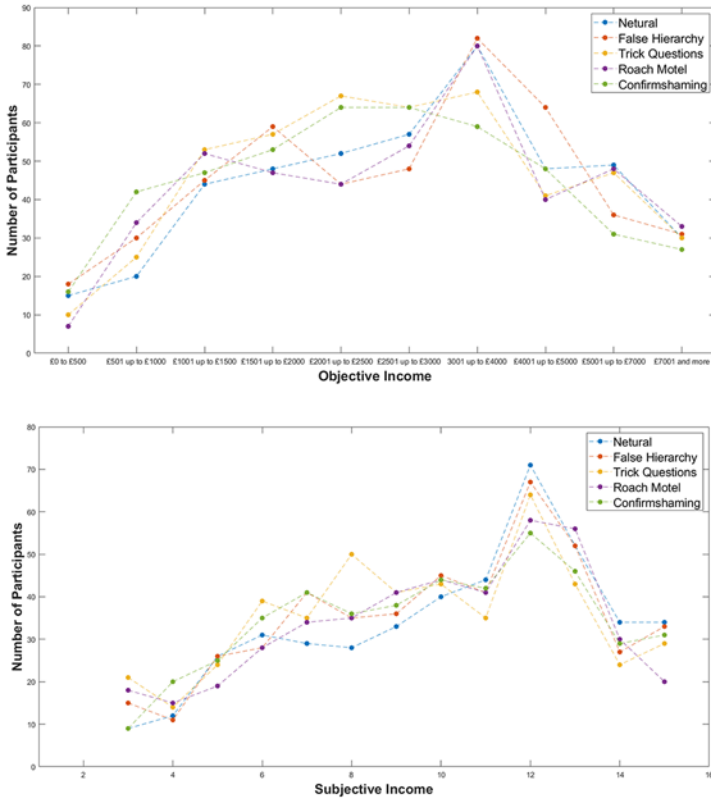 90
80
70
60
50
40
30
20
10
0
Number of Participants
Netural
False Hierarchy
Trick Questions
Roach Motel
Confirmshaming
£0 to £500 £501 up to £1000 £1001 up to £1500 £1501 up to £2000 £2001 up to £2500 £2501 up to £3000 3001 up to £4000 £4001 up to £5000 £5001 up to £7000 £7001 and more
Objective Income
80
70
60
50
40
30
20
10
0
Number of Participants
Netural
False Hierarchy
Trick Questions
Roach Motel
Confirmshaming
2 4 6 8 10 12 14 16
Subjective Income